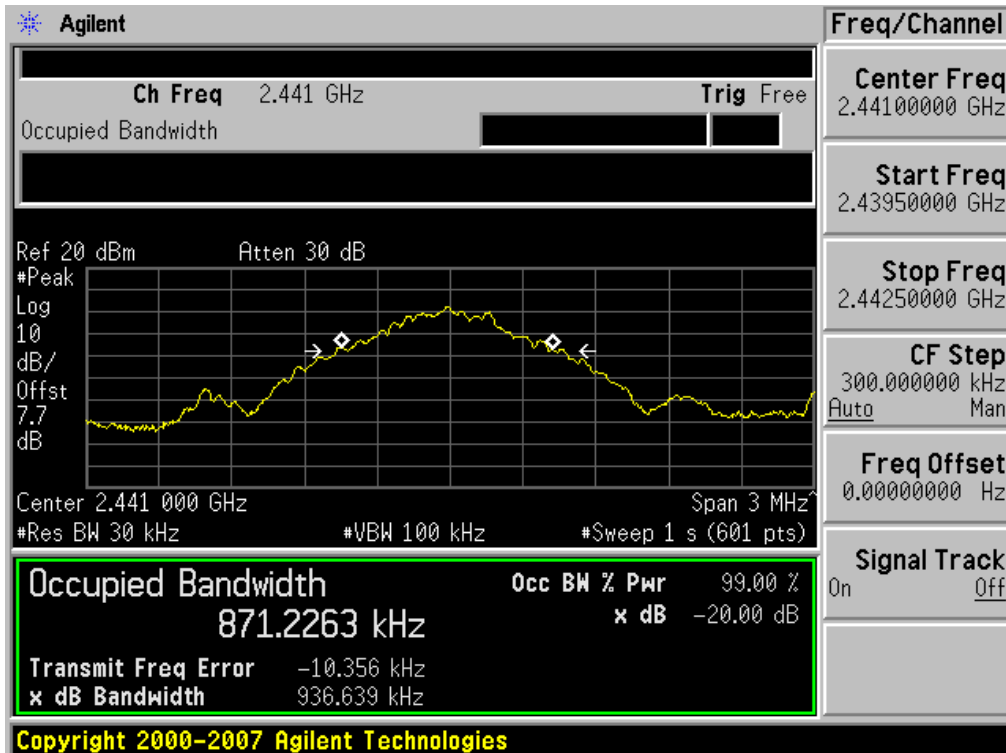 Agilent
Freq/Channel
Ch Freq 2.441 GHz Trig Free
Occupied Bandwidth
Center Freq
2.44100000 GHz
Start Freq
2.43950000 GHz
Stop Freq
2.44250000 GHz
CF Step
300.000000 kHz
Auto Man
Freq Offset
0.00000000 Hz
Signal Track
On Off
Ref 20 dBm Atten 30 dB
#Peak
Log
10
dB/
Offst
7.7
dB
Center 2.441 000 GHz Span 3 MHz^
#Res BW 30 kHz #VBW 100 kHz #Sweep 1 s (601 pts)
Occupied Bandwidth Occ BW % Pwr 99.00 %
871.2263 kHz x dB -20.00 dB
Transmit Freq Error -10.356 kHz
x dB Bandwidth 936.639 kHz
Copyright 2000-2007 Agilent Technologies